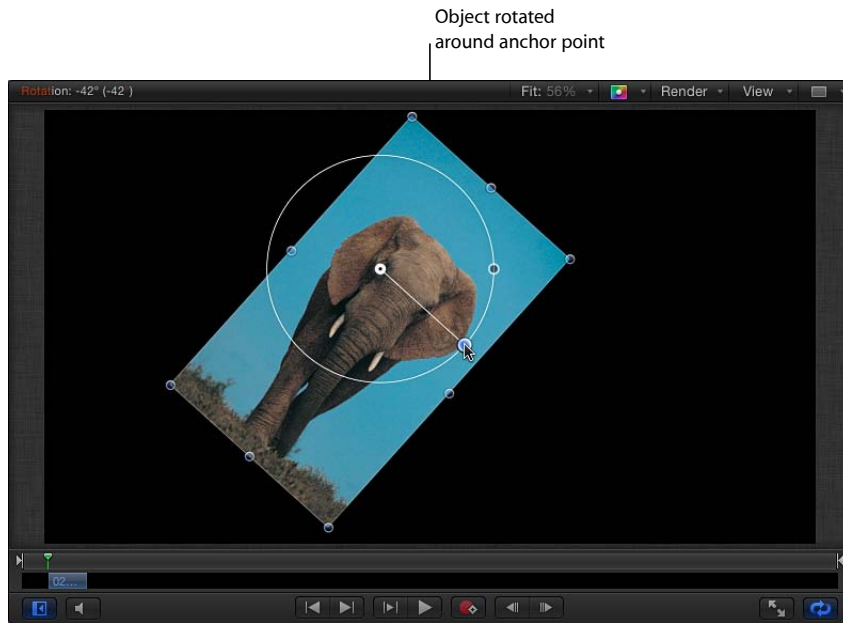 Object rotated
around anchor point
Rotation: -42° (-42°)
Fit: 56% Render View
02...